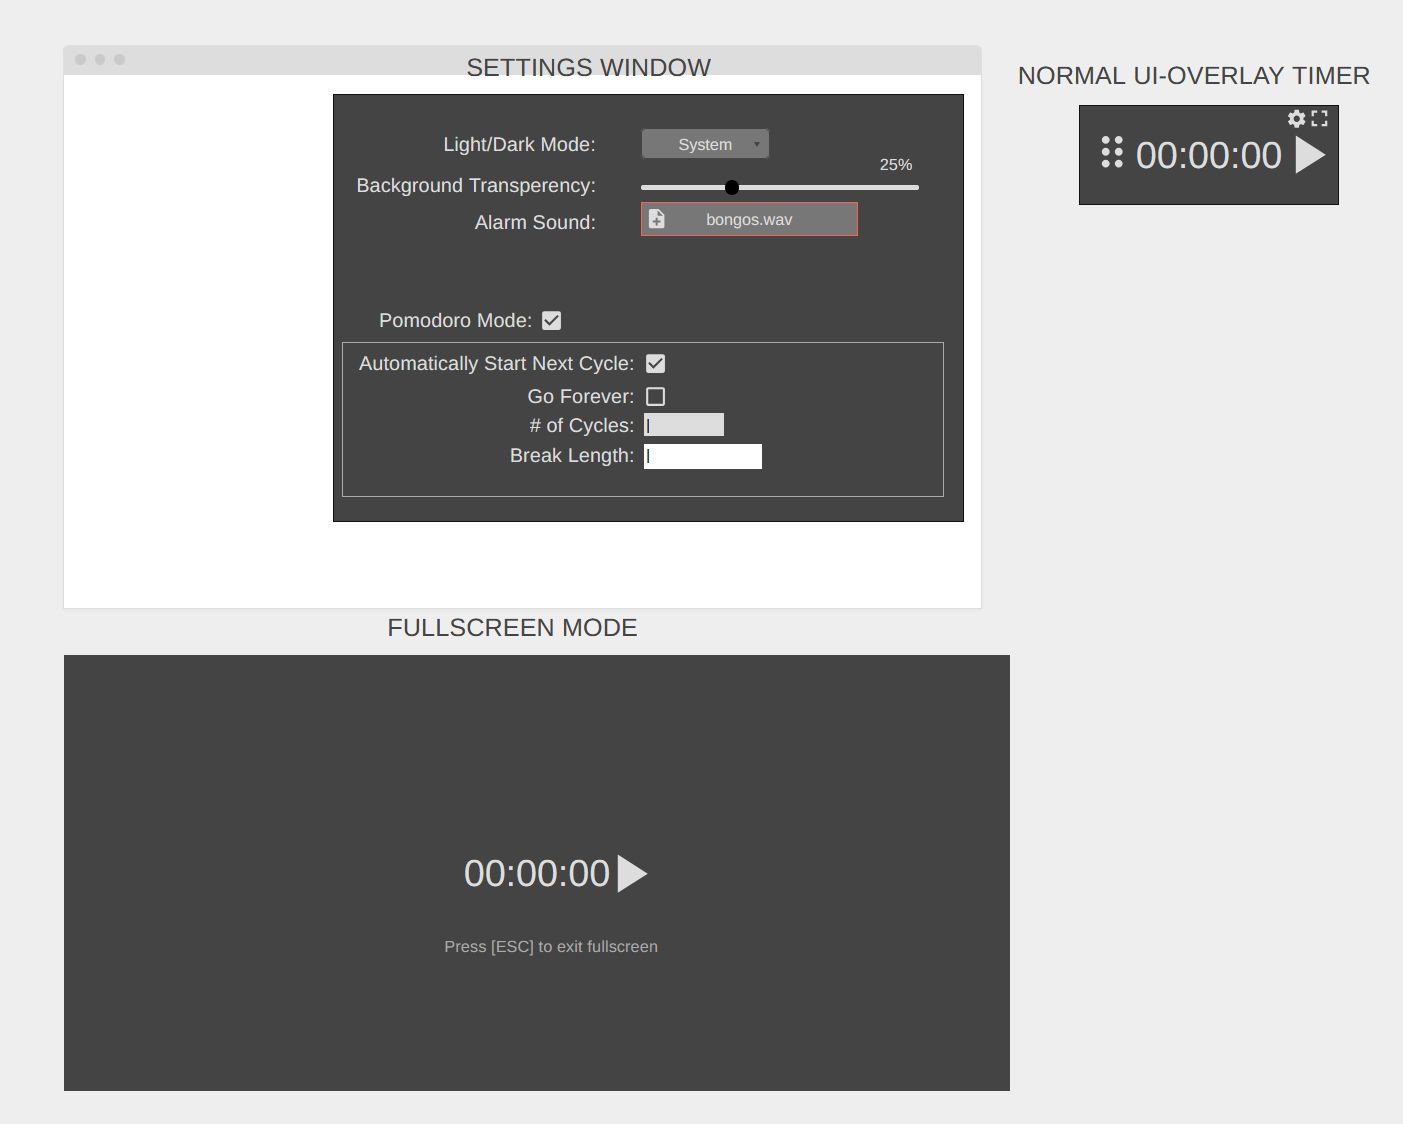 SETTINGS WINDOW
Light/Dark Mode: System
25%
Background Transperency:
Alarm Sound: bongos.wav
Pomodoro Mode:
Automatically Start Next Cycle:
Go Forever:
# of Cycles:
Break Length:
NORMAL UI-OVERLAY TIMER
00:00:00
FULLSCREEN MODE
00:00:00
Press [ESC] to exit fullscreen